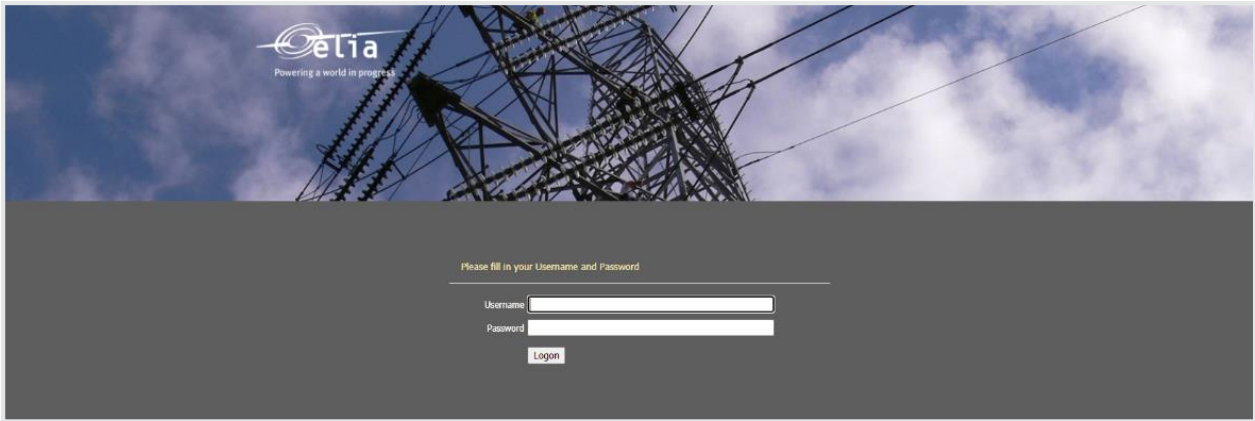 elia
Powering a world in progress
Please fill in your Username and Password
Username
Password
Logon